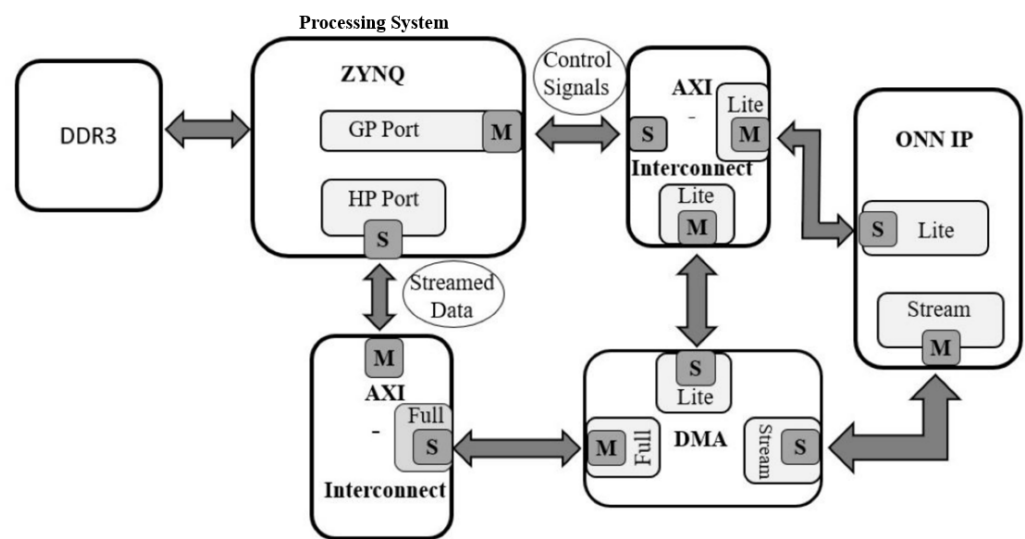 Processing System
DDR3
ZYNQ
GP Port
M
HP Port
S
Control
Signals
AXI
-
Interconnect
S
Lite
M
Lite
M
ONN IP
S
Lite
Stream
M
Streamed
Data
M
AXI
-
Interconnect
Full
S
S
Lite
DMA
M
Full
Stream
S